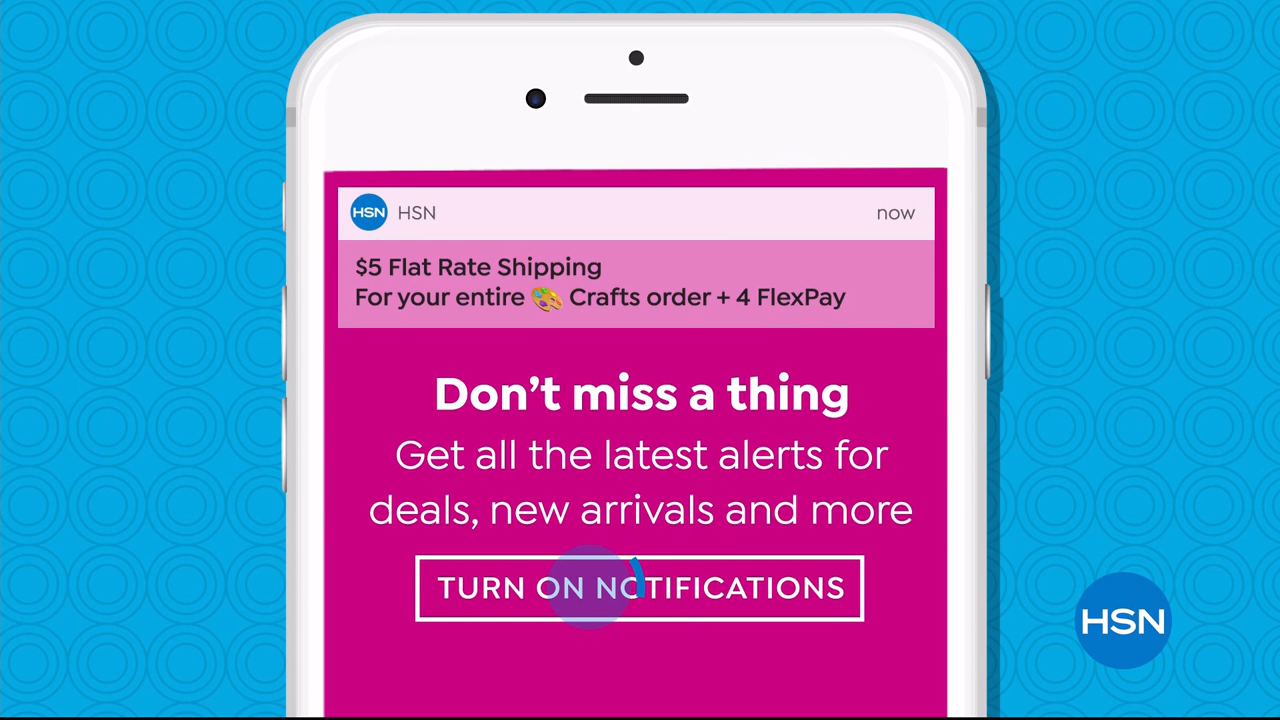 HSN HSN now
$5 Flat Rate Shipping
For your entire 🎨 Crafts order + 4 FlexPay
Don't miss a thing
Get all the latest alerts for
deals, new arrivals and more
TURN ON NOTIFICATIONS
HSN